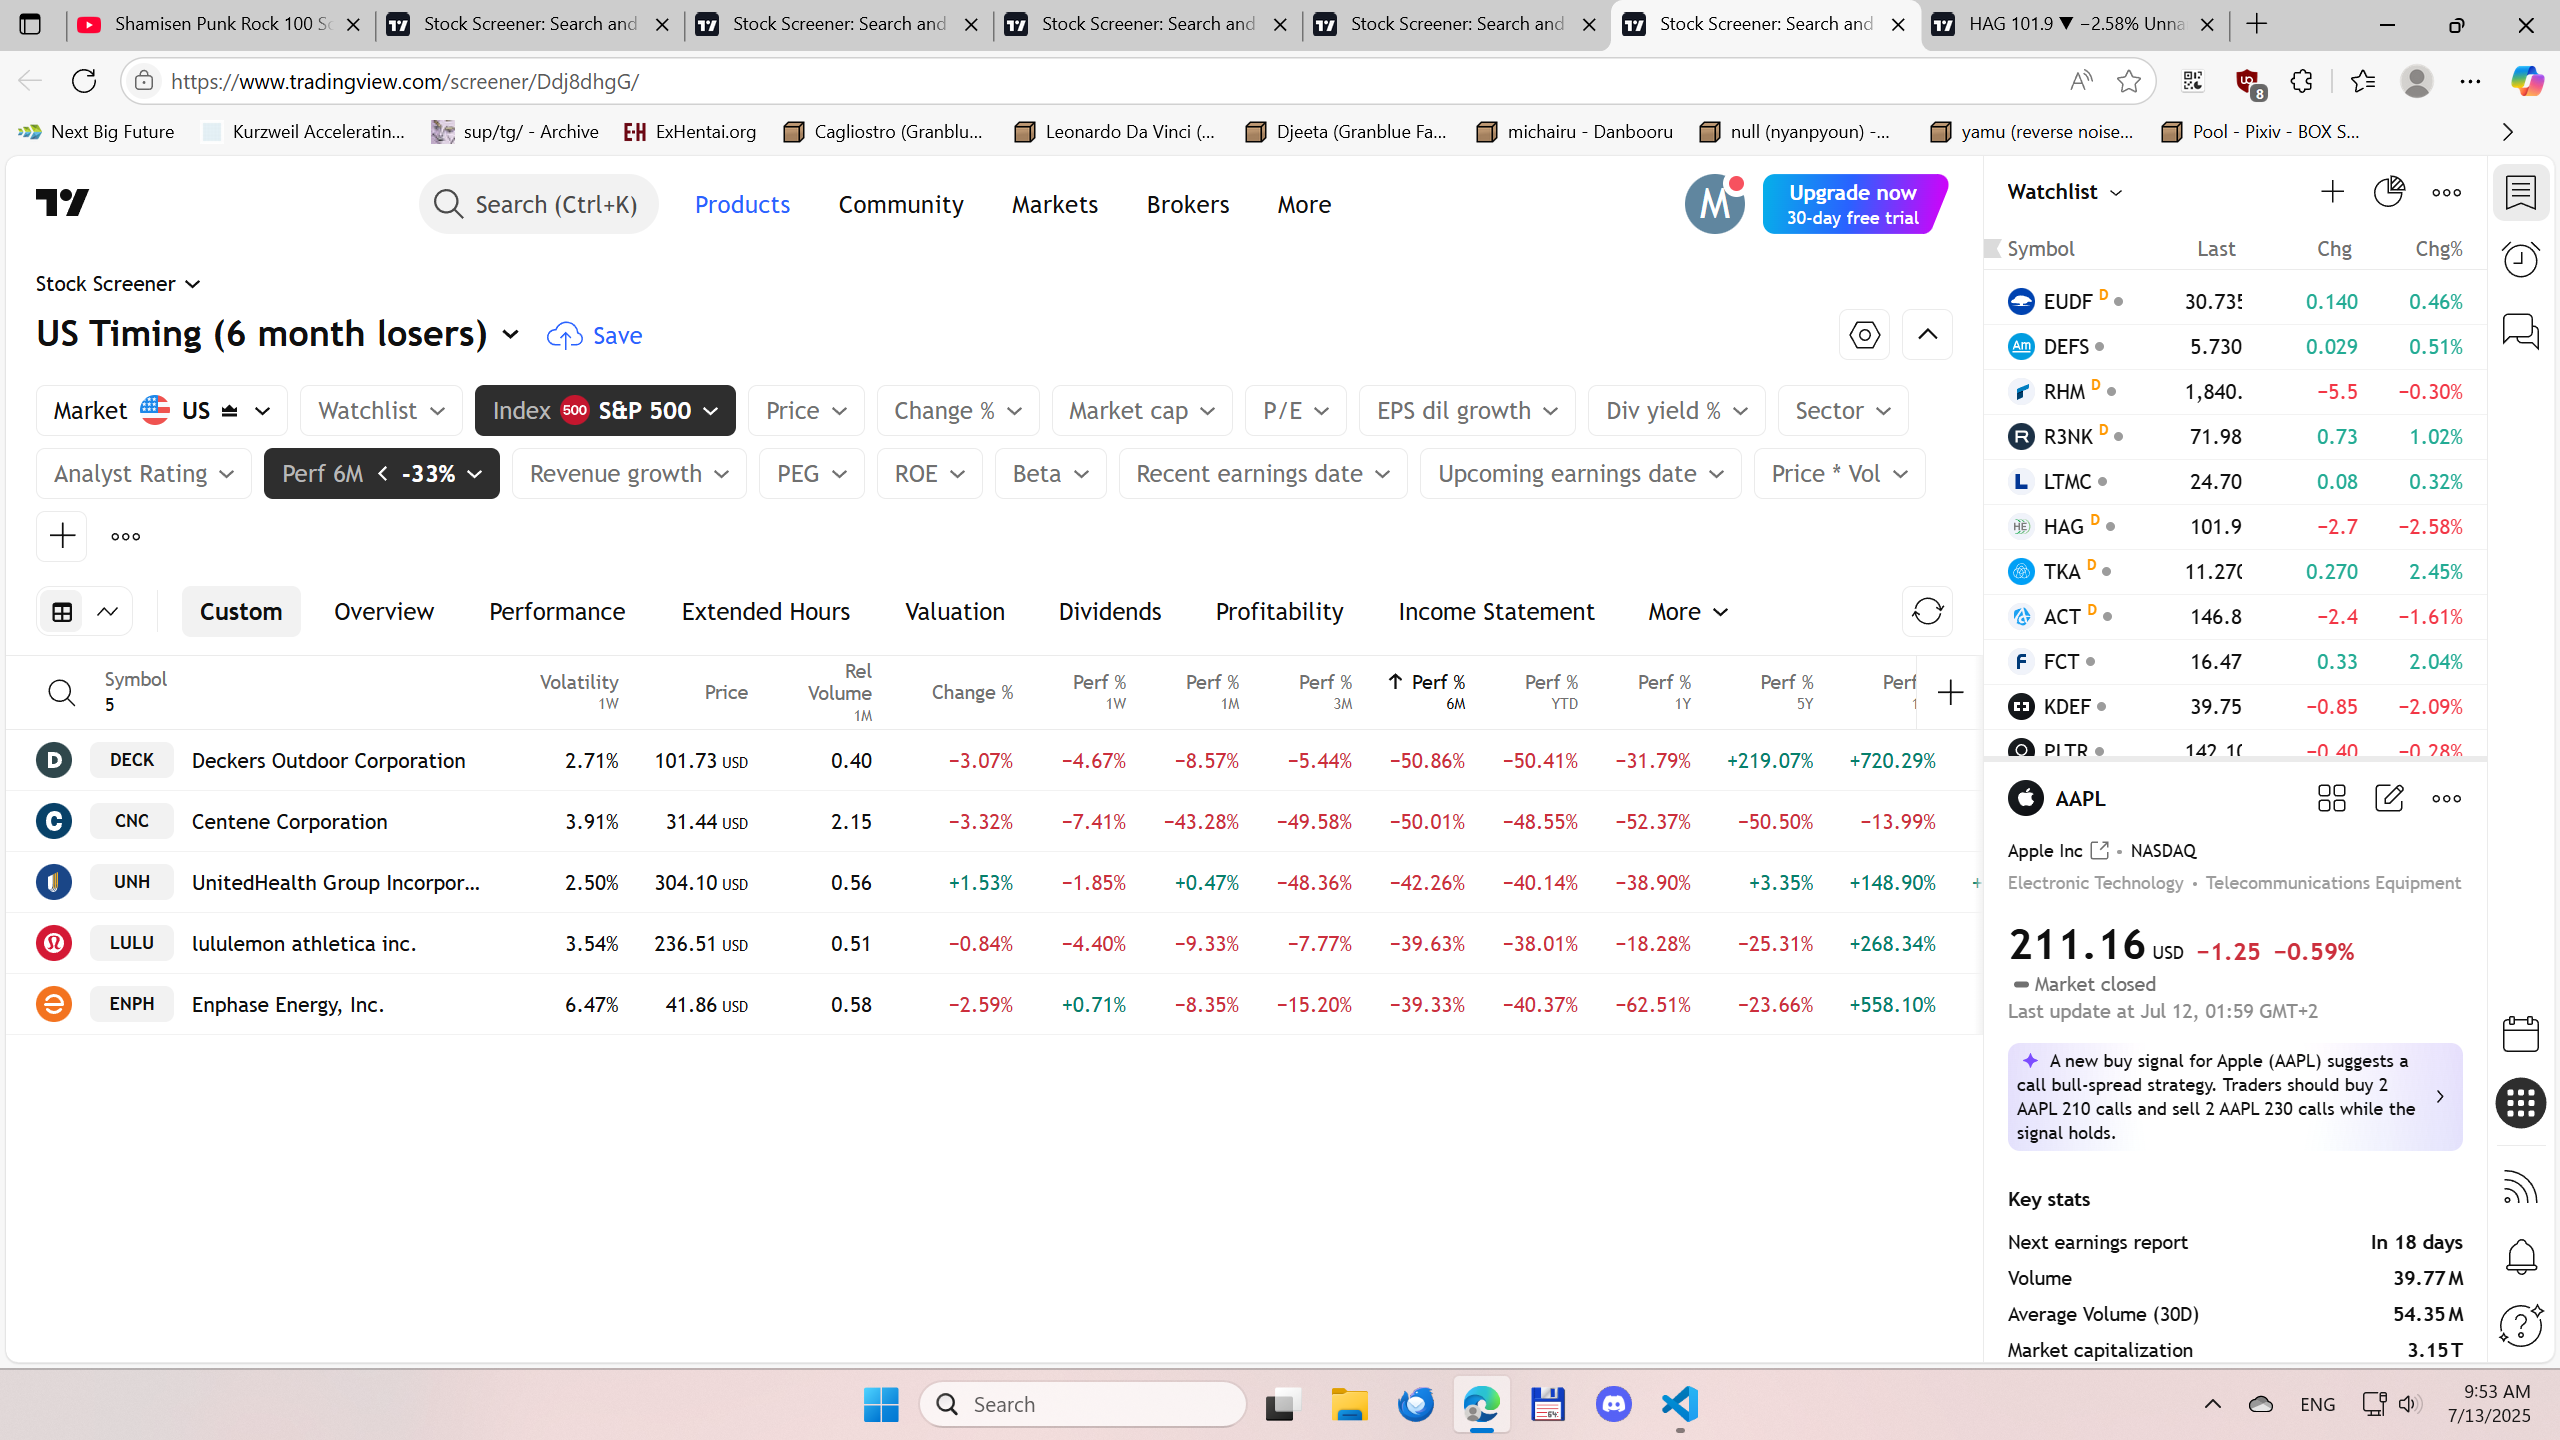 Shamisen Punk Rock 100 Sc
Stock Screener: Search and
Stock Screener: Search and
Stock Screener: Search and
Stock Screener: Search and
Stock Screener: Search and
HAG 101.9 ▼ −2.58% Unna
https://www.tradingview.com/screener/Ddj8dhgG/
8
Next Big Future
Kurzweil Acceleratin...
sup/tg/ - Archive
ExHentai.org
Cagliostro (Granblu...
Leonardo Da Vinci (...
Djeeta (Granblue Fa...
michairu - Danbooru
null (nyanpyoun) -...
yamu (reverse noise...
Pool - Pixiv - BOX S...
Search (Ctrl+K)
Products
Community
Markets
Brokers
More
M
Upgrade now
30-day free trial
Stock Screener
US Timing (6 month losers)
Save
Market US
Watchlist
Index 500 S&P 500
Price
Change %
Market cap
P/E
EPS dil growth
Div yield %
Sector
Analyst Rating
Perf 6M < -33%
Revenue growth
PEG
ROE
Beta
Recent earnings date
Upcoming earnings date
Price * Vol
Custom
Overview
Performance
Extended Hours
Valuation
Dividends
Profitability
Income Statement
More
Symbol 5
Volatility 1W
Price
Rel Volume 1M
Change %
Perf % 1W
Perf % 1M
Perf % 3M
↑ Perf % 6M
Perf % YTD
Perf % 1Y
Perf % 5Y
Perf
D DECK Deckers Outdoor Corporation 2.71% 101.73 USD 0.40 −3.07% −4.67% −8.57% −5.44% −50.86% −50.41% −31.79% +219.07% +720.29%
C CNC Centene Corporation 3.91% 31.44 USD 2.15 −3.32% −7.41% −43.28% −49.58% −50.01% −48.55% −52.37% −50.50% −13.99%
UNH UnitedHealth Group Incorpor... 2.50% 304.10 USD 0.56 +1.53% −1.85% +0.47% −48.36% −42.26% −40.14% −38.90% +3.35% +148.90% +
LULU lululemon athletica inc. 3.54% 236.51 USD 0.51 −0.84% −4.40% −9.33% −7.77% −39.63% −38.01% −18.28% −25.31% +268.34%
ENPH Enphase Energy, Inc. 6.47% 41.86 USD 0.58 −2.59% +0.71% −8.35% −15.20% −39.33% −40.37% −62.51% −23.66% +558.10%
Watchlist
Symbol Last Chg Chg%
EUDF D 30.735 0.140 0.46%
Am DEFS 5.730 0.029 0.51%
RHM D 1,840. −5.5 −0.30%
R R3NK D 71.98 0.73 1.02%
L LTMC 24.70 0.08 0.32%
HE HAG D 101.9 −2.7 −2.58%
TKA D 11.270 0.270 2.45%
ACT D 146.8 −2.4 −1.61%
F FCT 16.47 0.33 2.04%
KDEF 39.75 −0.85 −2.09%
PLTR 142.10 −0.40 −0.28%
AAPL
Apple Inc • NASDAQ
Electronic Technology • Telecommunications Equipment
211.16 USD −1.25 −0.59%
Market closed
Last update at Jul 12, 01:59 GMT+2
A new buy signal for Apple (AAPL) suggests a
call bull-spread strategy. Traders should buy 2
AAPL 210 calls and sell 2 AAPL 230 calls while the
signal holds.
Key stats
Next earnings report In 18 days
Volume 39.77 M
Average Volume (30D) 54.35 M
Market capitalization 3.15 T
Search
ENG
9:53 AM
7/13/2025